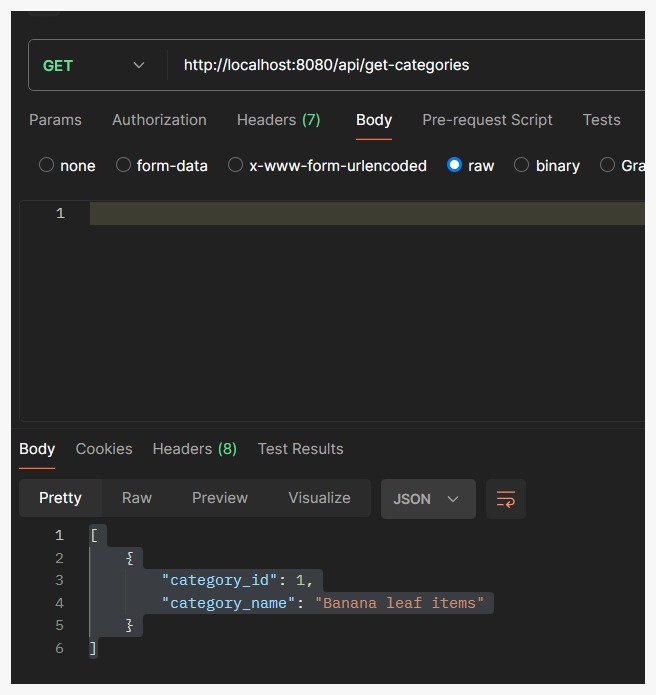 GET http://localhost:8080/api/get-categories
Params Authorization Headers (7) Body Pre-request Script Tests
none form-data x-www-form-urlencoded raw binary Gra
1
Body Cookies Headers (8) Test Results
Pretty Raw Preview Visualize JSON
1 [
2 {
3 "category_id": 1,
4 "category_name": "Banana leaf items"
5 }
6 ]